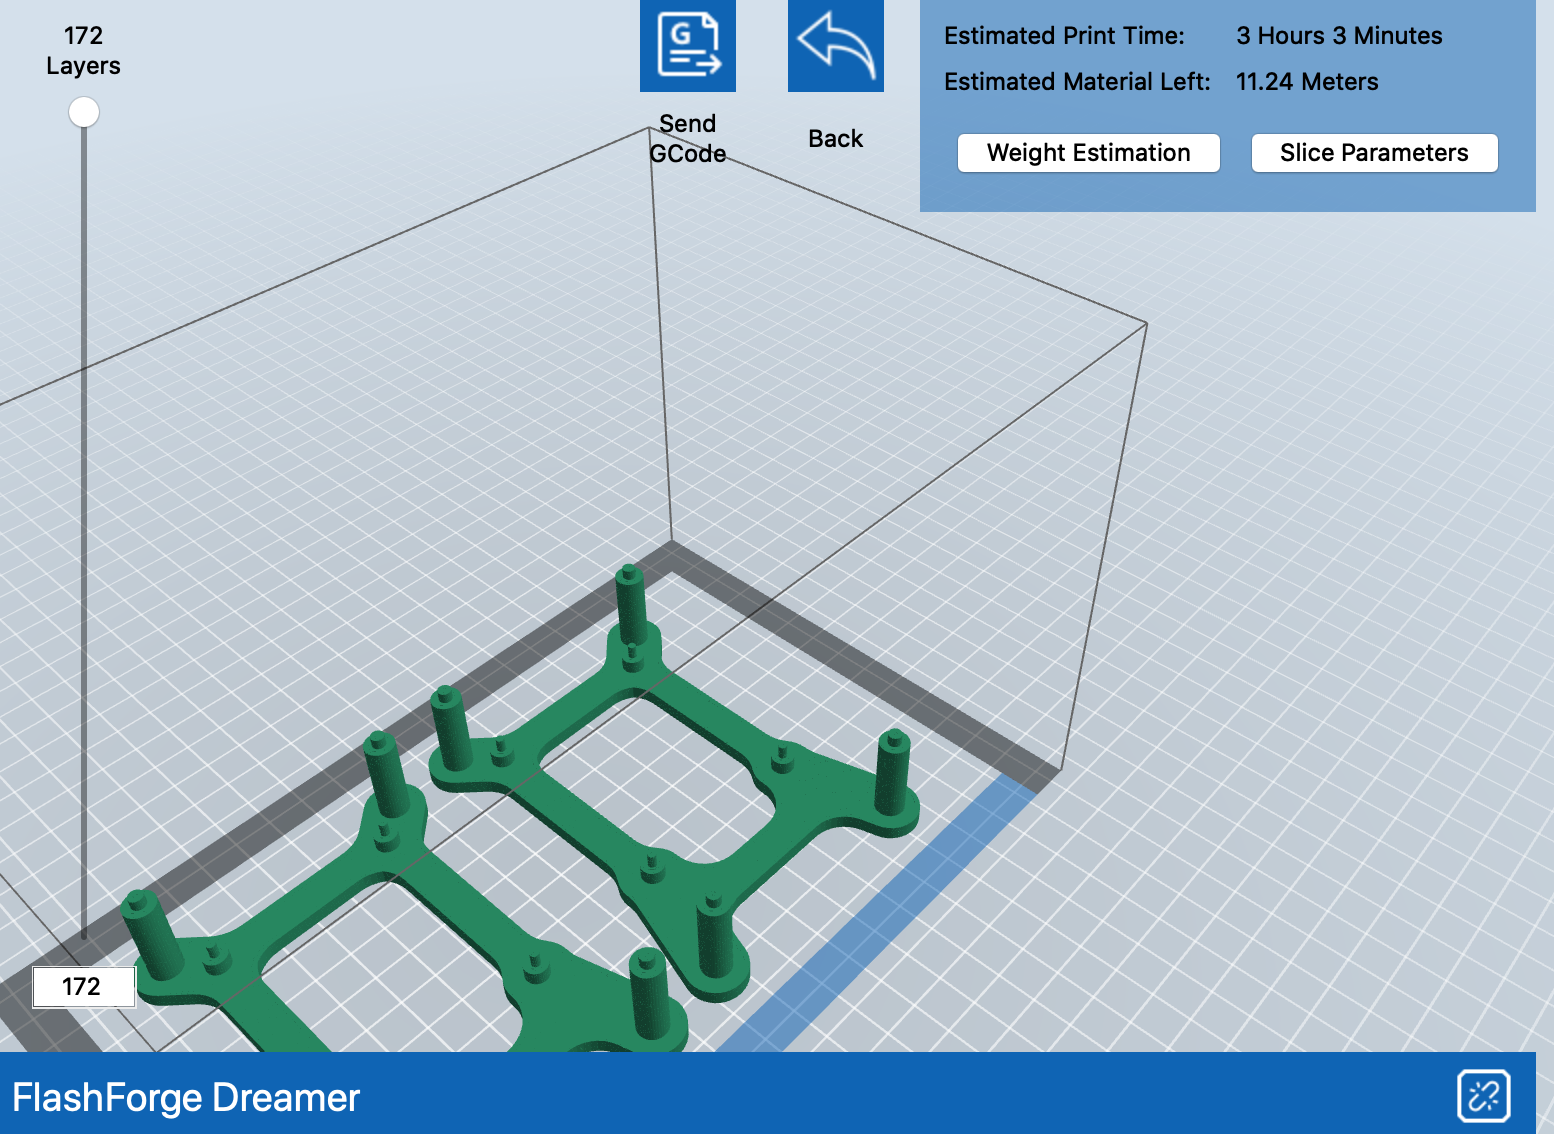 172
Layers
Send
GCode
Back
Estimated Print Time: 3 Hours 3 Minutes
Estimated Material Left: 11.24 Meters
Weight Estimation
Slice Parameters
172
FlashForge Dreamer